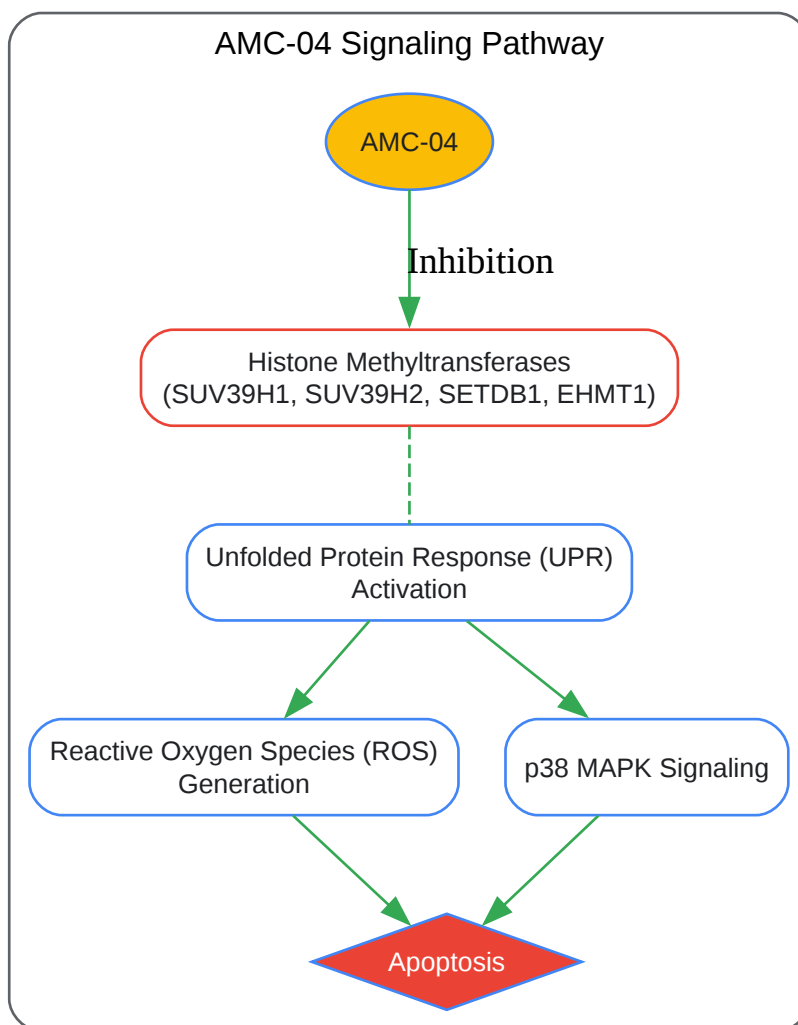 AMC-04 Signaling Pathway
AMC-04
Inhibition
Histone Methyltransferases
(SUV39H1, SUV39H2, SETDB1, EHMT1)
Unfolded Protein Response (UPR)
Activation
Reactive Oxygen Species (ROS)
Generation
p38 MAPK Signaling
Apoptosis